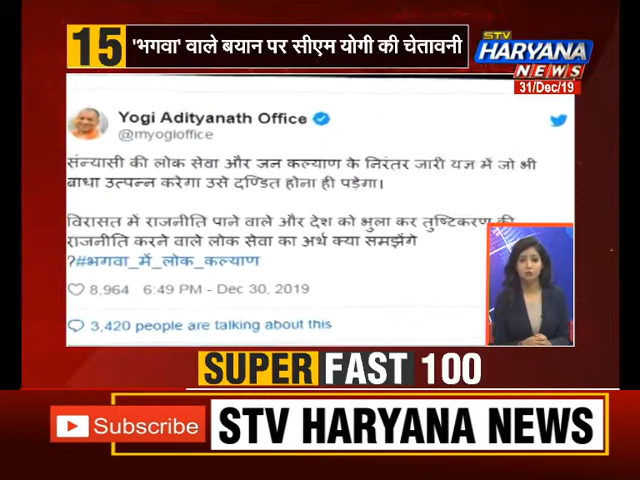 15
'भगवा' वाले बयान पर सीएम योगी की चेतावनी
STV
HARYANA
NEWS
31/Dec/19
Yogi Adityanath Office
@myogioffice
संन्यासी की लोक सेवा और जन कल्याण के निरंतर जारी यज्ञ में जो भी
बाधा उत्पन्न करेगा उसे दण्डित होना ही पड़ेगा।
विरासत में राजनीति पाने वाले और देश को भुला कर तुष्टिकरण की
राजनीति करने वाले लोक सेवा का अर्थ क्या समझेंगे
?#भगवा_में_लोक_कल्याण
8,964 6:49 PM - Dec 30, 2019
3,420 people are talking about this
SUPER FAST 100
Subscribe
STV HARYANA NEWS